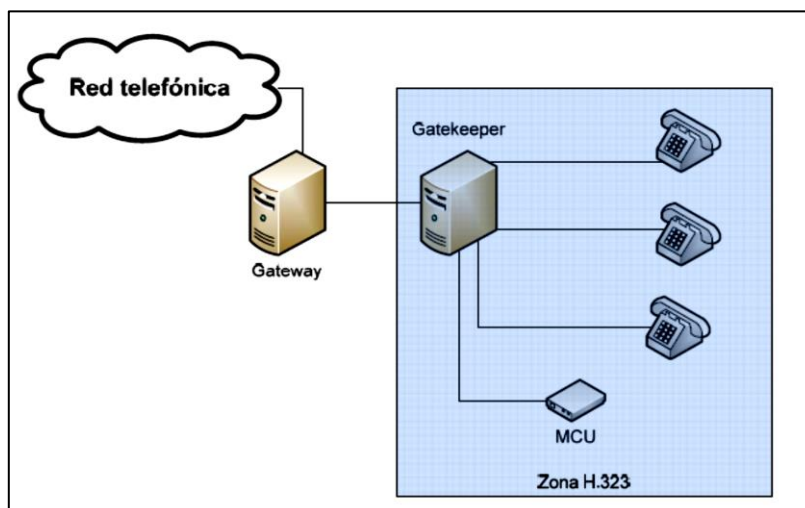 Red telefónica
Gatekeeper
Gateway
MCU
Zona H.323